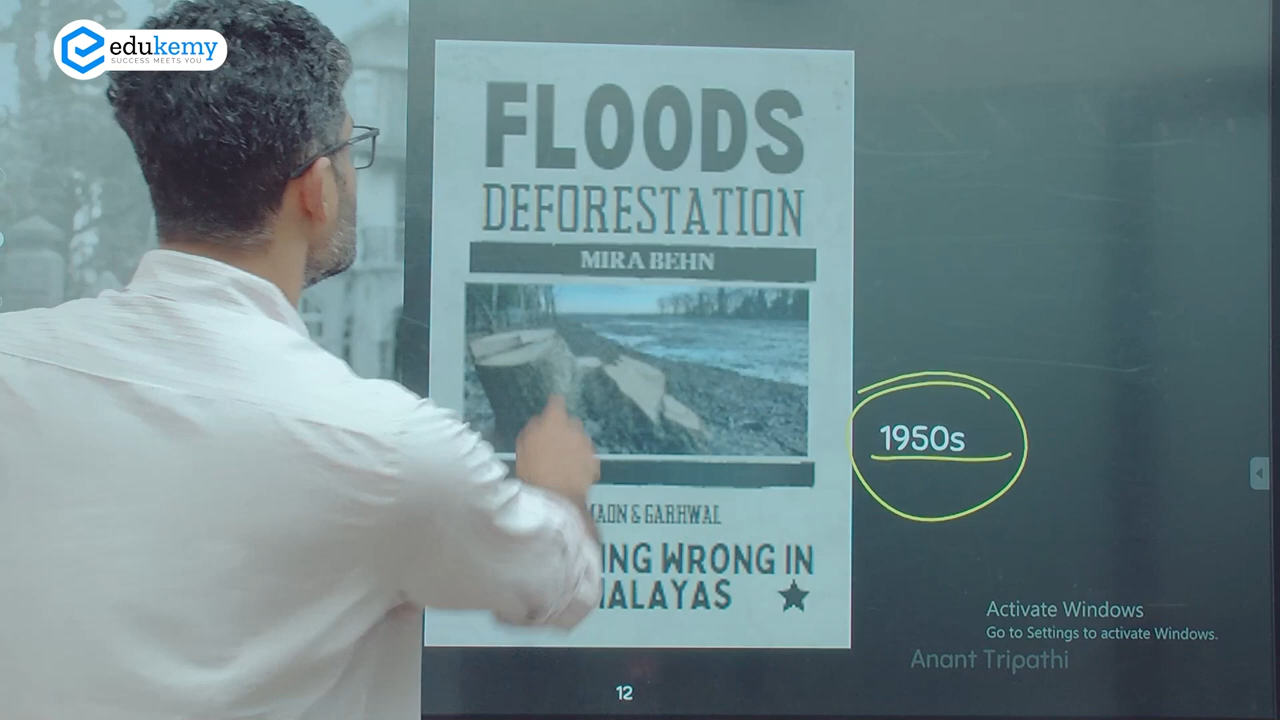 edukemy
SUCCESS MEETS YOU
FLOODS
DEFORESTATION
MIRA BEHN
1950s
& GARHWAL
WRONG IN
Activate Windows
Go to Settings to activate Windows.
Anant Tripathi
12